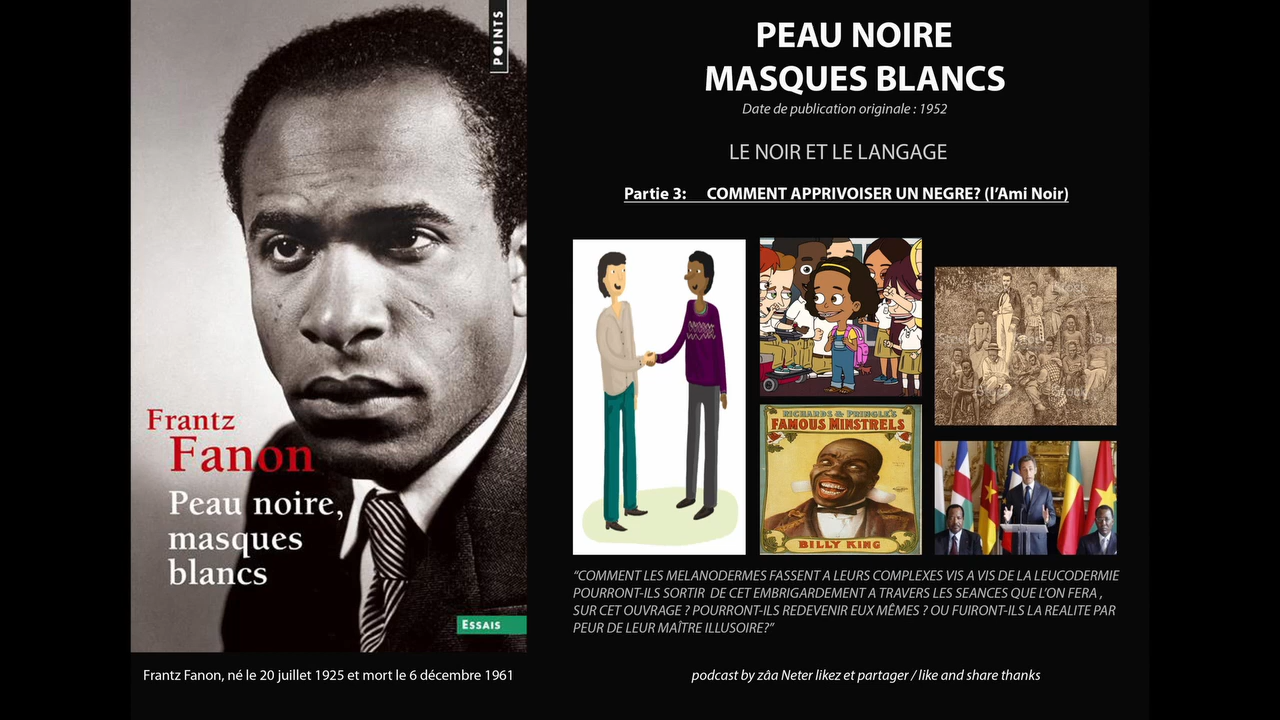 POINTS
Frantz
Fanon
Peau noire,
masques
blancs
ESSAIS
Frantz Fanon, né le 20 juillet 1925 et mort le 6 décembre 1961
PEAU NOIRE
MASQUES BLANCS
Date de publication originale : 1952
LE NOIR ET LE LANGAGE
Partie 3: COMMENT APPRIVOISER UN NEGRE? (l'Ami Noir)
RICHARDS & PRINGLE'S
FAMOUS MINSTRELS
BILLY KING
iStock
“COMMENT LES MELANODERMES FASSENT A LEURS COMPLEXES VIS A VIS DE LA LEUCODERMIE
POURRONT-ILS SORTIR DE CET EMBRIGARDEMENT A TRAVERS LES SEANCES QUE L'ON FERA ,
SUR CET OUVRAGE ? POURRONT-ILS REDEVENIR EUX MÊMES ? OU FUIRONT-ILS LA REALITE PAR
PEUR DE LEUR MAÎTRE ILLUSOIRE?”
podcast by zâa Neter likez et partager / like and share thanks